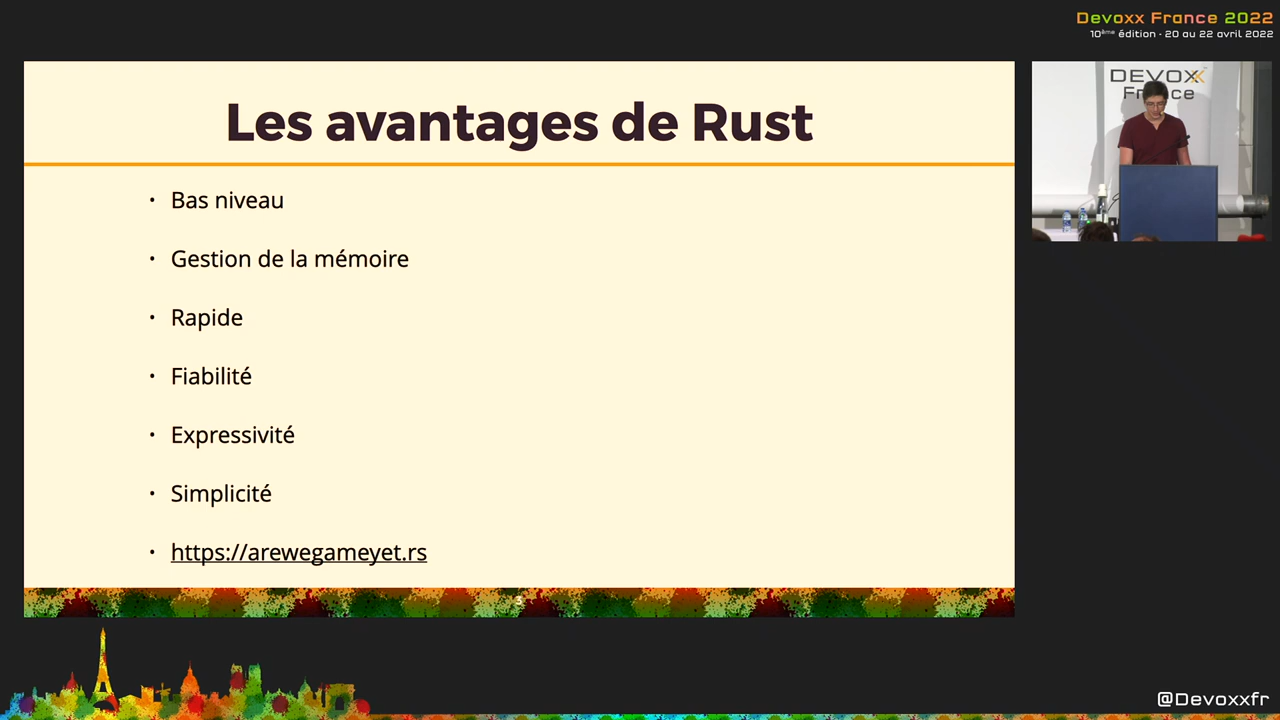 Devoxx France 2022
10ème édition - 20 au 22 avril 2022
DEVOXX
France
Les avantages de Rust
• Bas niveau
• Gestion de la mémoire
• Rapide
• Fiabilité
• Expressivité
• Simplicité
• https://arewegameyet.rs
3
@Devoxxfr